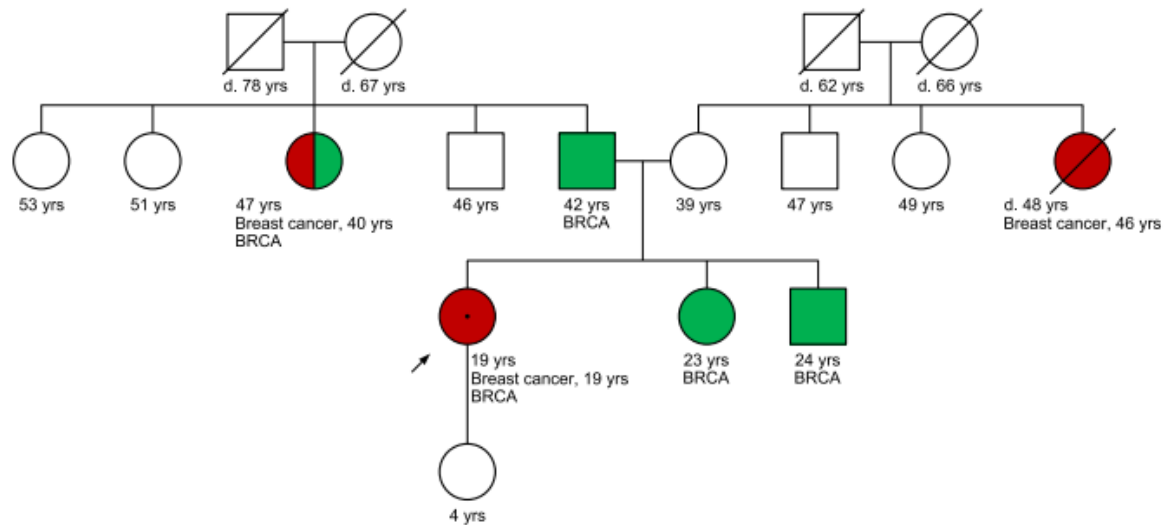 d. 78 yrs
d. 67 yrs
d. 62 yrs
d. 66 yrs
53 yrs
51 yrs
47 yrs
Breast cancer, 40 yrs
BRCA
46 yrs
42 yrs
BRCA
39 yrs
47 yrs
49 yrs
d. 48 yrs
Breast cancer, 46 yrs
19 yrs
Breast cancer, 19 yrs
BRCA
23 yrs
BRCA
24 yrs
BRCA
4 yrs